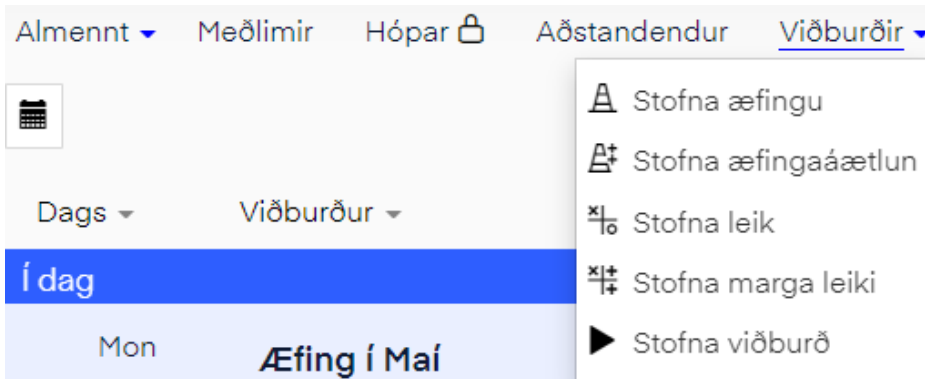 Almennt Meðlimir Hópar Aðstandendur Viðburðir
Stofna æfingu
Stofna æfingaáætlun
Stofna leik
Stofna marga leiki
Stofna viðburð
Dags Viðburður
Í dag
Mon Æfing í Maí